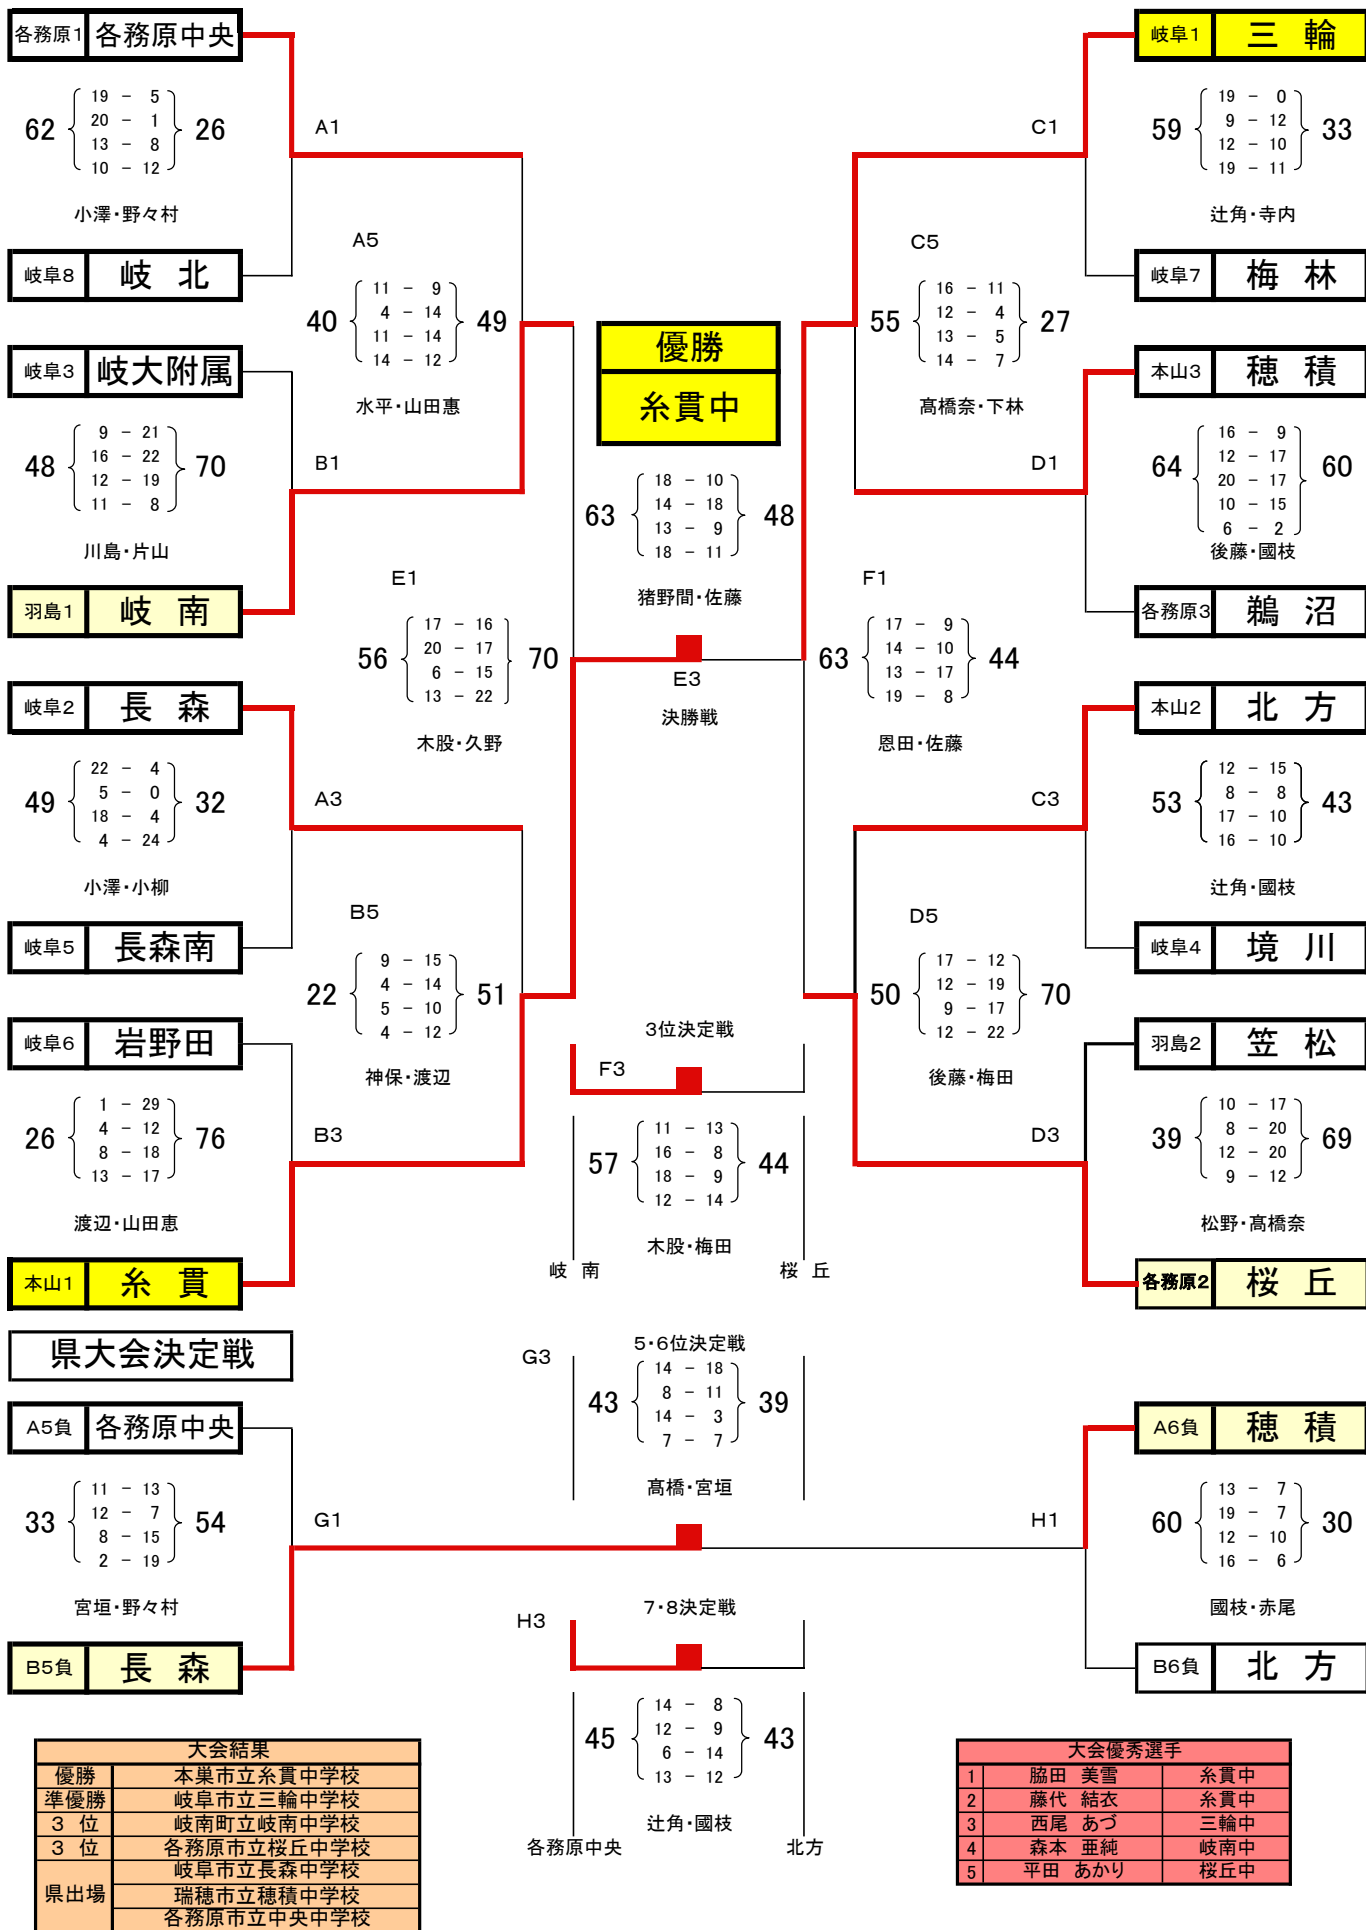 各務原1 各務原中央
62 26
19 - 5
20 - 1
13 - 8
10 - 12
小澤・野々村
A1
岐阜8 岐 北
A5
40 49
11 - 9
4 - 14
11 - 14
14 - 12
水平・山田惠
岐阜3 岐大附属
48 70
9 - 21
16 - 22
12 - 19
11 - 8
川島・片山
B1
羽島1 岐 南
E1
56 70
17 - 16
20 - 17
6 - 15
13 - 22
木股・久野
岐阜2 長 森
49 32
22 - 4
5 - 0
18 - 4
4 - 24
小澤・小柳
A3
岐阜5 長森南
B5
22 51
9 - 15
4 - 14
5 - 10
4 - 12
神保・渡辺
岐阜6 岩野田
26 76
1 - 29
4 - 12
8 - 18
13 - 17
渡辺・山田恵
B3
本山1 糸 貫
優勝
糸貫中
63 48
18 - 10
14 - 18
13 - 9
18 - 11
猪野間・佐藤
E3
決勝戦
岐阜1 三 輪
59 33
19 - 0
9 - 12
12 - 10
19 - 11
辻角・寺内
C1
岐阜7 梅 林
C5
55 27
16 - 11
12 - 4
13 - 5
14 - 7
髙橋奈・下林
本山3 穂 積
64 60
16 - 9
12 - 17
20 - 17
10 - 15
6 - 2
後藤・國枝
D1
各務原3 鵜 沼
F1
63 44
17 - 9
14 - 10
13 - 17
19 - 8
恩田・佐藤
本山2 北 方
53 43
12 - 15
8 - 8
17 - 10
16 - 10
辻角・國枝
C3
岐阜4 境 川
D5
50 70
17 - 12
12 - 19
9 - 17
12 - 22
後藤・梅田
羽島2 笠 松
39 69
10 - 17
8 - 20
12 - 20
9 - 12
松野・髙橋奈
D3
各務原2 桜 丘
3位決定戦
F3
57 44
11 - 13
16 - 8
18 - 9
12 - 14
木股・梅田
岐 南 桜 丘
県大会決定戦
A5負 各務原中央
33 54
11 - 13
12 - 7
8 - 15
2 - 19
宮垣・野々村
G1
B5負 長 森
5・6位決定戦
G3
43 39
14 - 18
8 - 11
14 - 3
7 - 7
髙橋・宮垣
A6負 穂 積
60 30
13 - 7
19 - 7
12 - 10
16 - 6
國枝・赤尾
H1
B6負 北 方
7・8決定戦
H3
45 43
14 - 8
12 - 9
6 - 14
13 - 12
辻角・國枝
各務原中央 北方
大会結果
優勝 本巣市立糸貫中学校
準優勝 岐阜市立三輪中学校
3 位 岐南町立岐南中学校
3 位 各務原市立桜丘中学校
県出場 岐阜市立長森中学校
瑞穂市立穂積中学校
各務原市立中央中学校
大会優秀選手
1 脇田 美雪 糸貫中
2 藤代 結衣 糸貫中
3 西尾 あづ 三輪中
4 森本 亜純 岐南中
5 平田 あかり 桜丘中